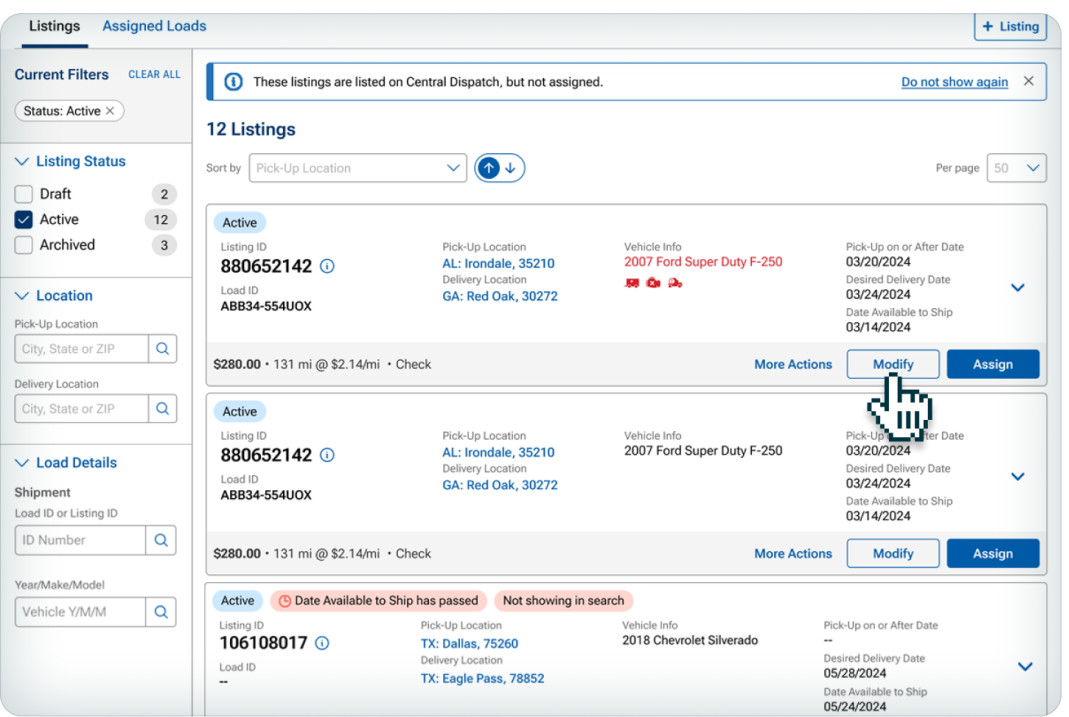 Listings Assigned Loads + Listing
Current Filters CLEAR ALL
Status: Active ×
Listing Status
Draft 2
Active 12
Archived 3
Location
Pick-Up Location
City, State or ZIP
Delivery Location
City, State or ZIP
Load Details
Shipment
Load ID or Listing ID
ID Number
Year/Make/Model
Vehicle Y/M/M
These listings are listed on Central Dispatch, but not assigned. Do not show again ×
12 Listings
Sort by Pick-Up Location Per page 50
Active
Listing ID
880652142
Load ID
ABB34-554UOX
Pick-Up Location
AL: Irondale, 35210
Delivery Location
GA: Red Oak, 30272
Vehicle Info
2007 Ford Super Duty F-250
Pick-Up on or After Date
03/20/2024
Desired Delivery Date
03/24/2024
Date Available to Ship
03/14/2024
$280.00 • 131 mi @ $2.14/mi • Check More Actions Modify Assign
Active
Listing ID
880652142
Load ID
ABB34-554UOX
Pick-Up Location
AL: Irondale, 35210
Delivery Location
GA: Red Oak, 30272
Vehicle Info
2007 Ford Super Duty F-250
Pick-Up ter Date
03/20/2024
Desired Delivery Date
03/24/2024
Date Available to Ship
03/14/2024
$280.00 • 131 mi @ $2.14/mi • Check More Actions Modify Assign
Active Date Available to Ship has passed Not showing in search
Listing ID
106108017
Load ID
--
Pick-Up Location
TX: Dallas, 75260
Delivery Location
TX: Eagle Pass, 78852
Vehicle Info
2018 Chevrolet Silverado
Pick-Up on or After Date
--
Desired Delivery Date
05/28/2024
Date Available to Ship
05/24/2024